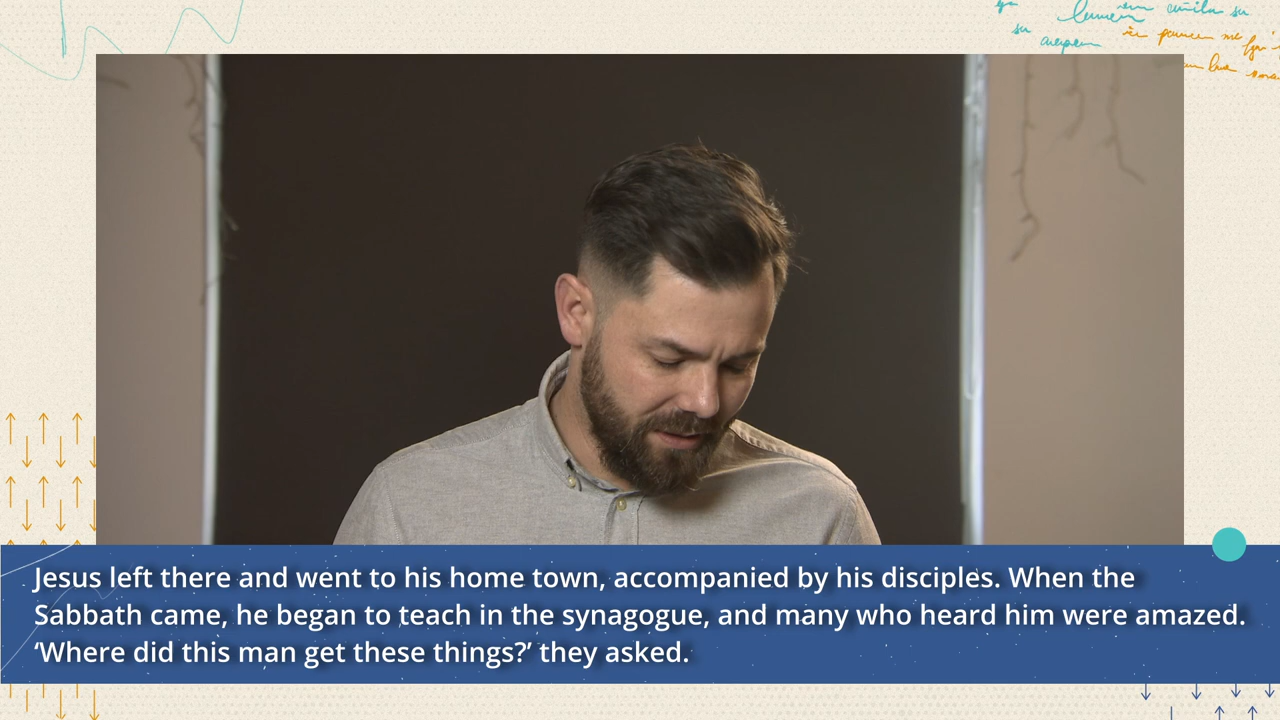 Jesus left there and went to his home town, accompanied by his disciples. When the
Sabbath came, he began to teach in the synagogue, and many who heard him were amazed.
‘Where did this man get these things?’ they asked.